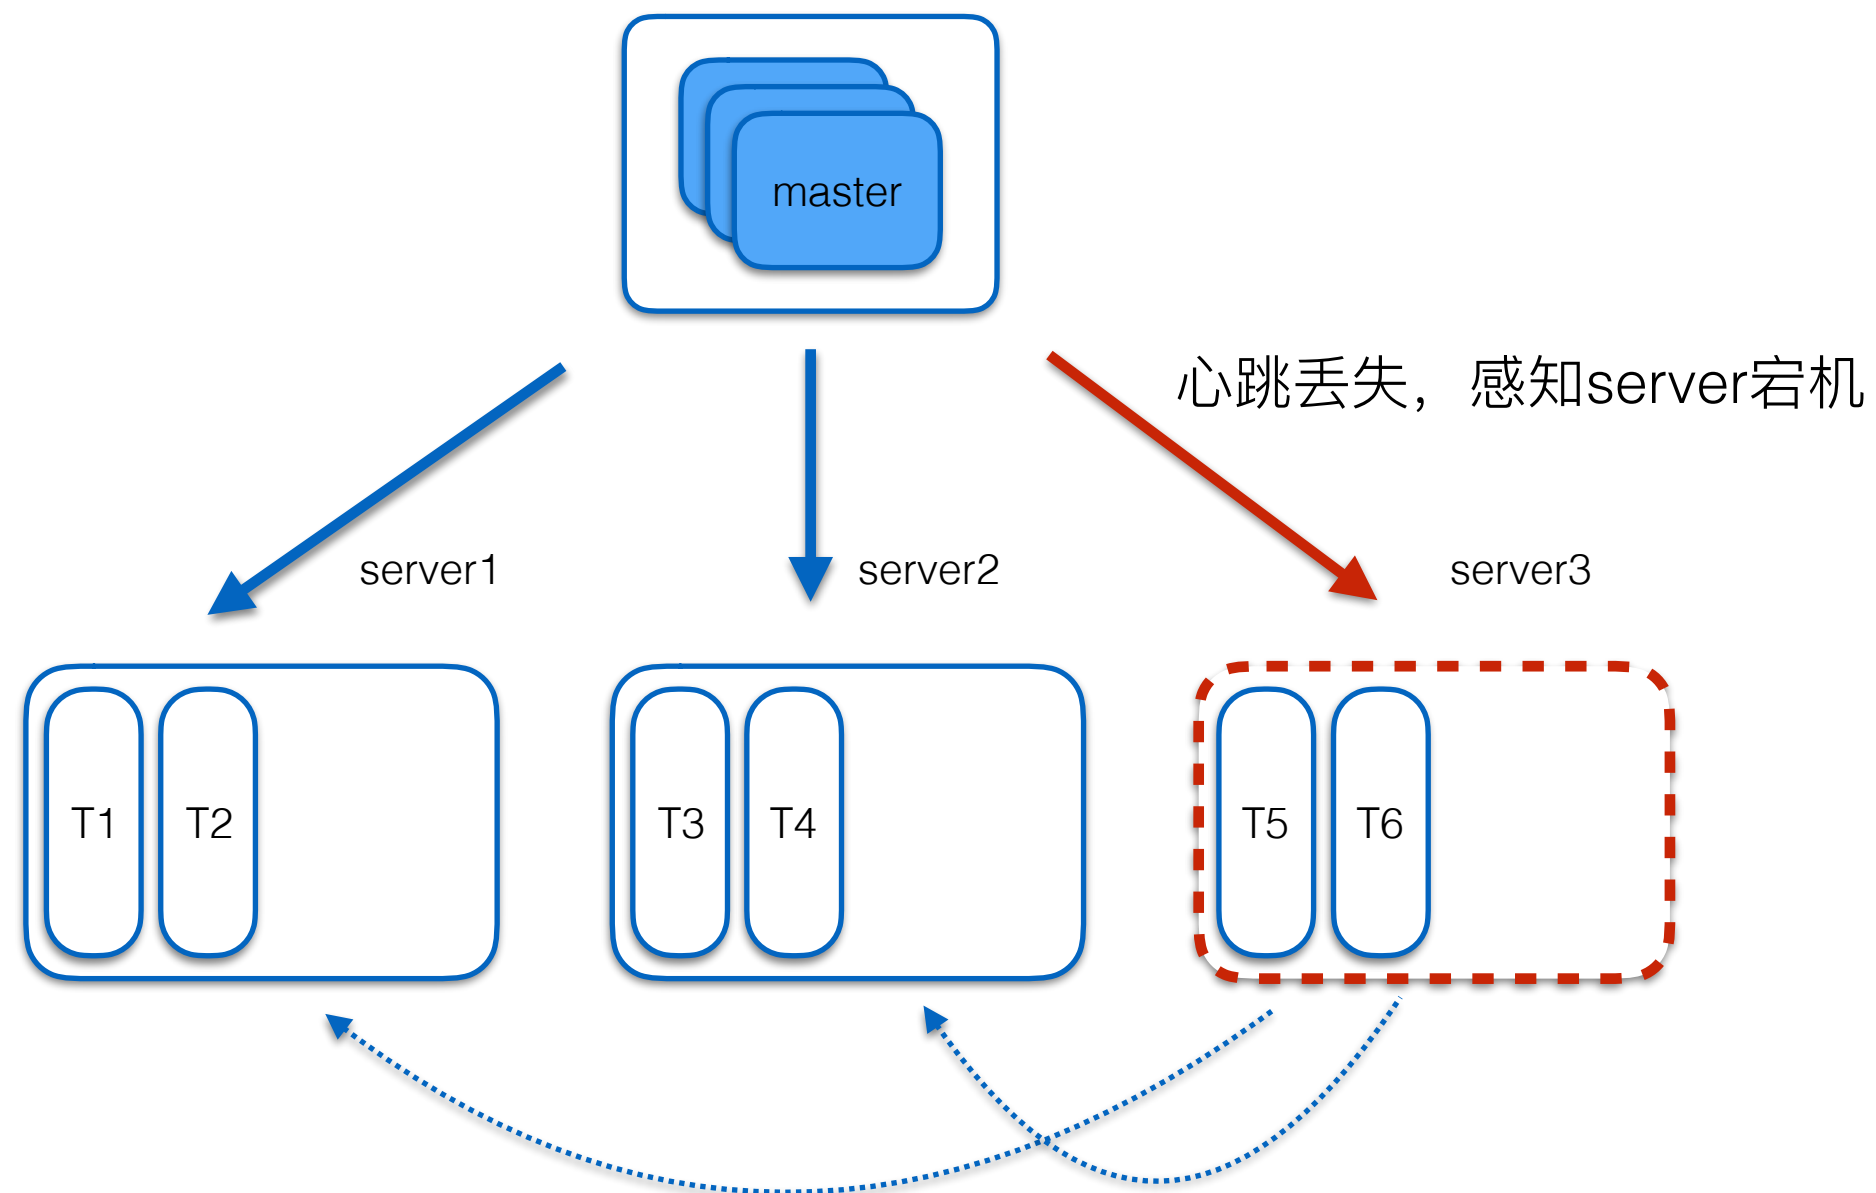 master
心跳丢失，感知server宕机
server1
server2
server3
T1
T2
T3
T4
T5
T6